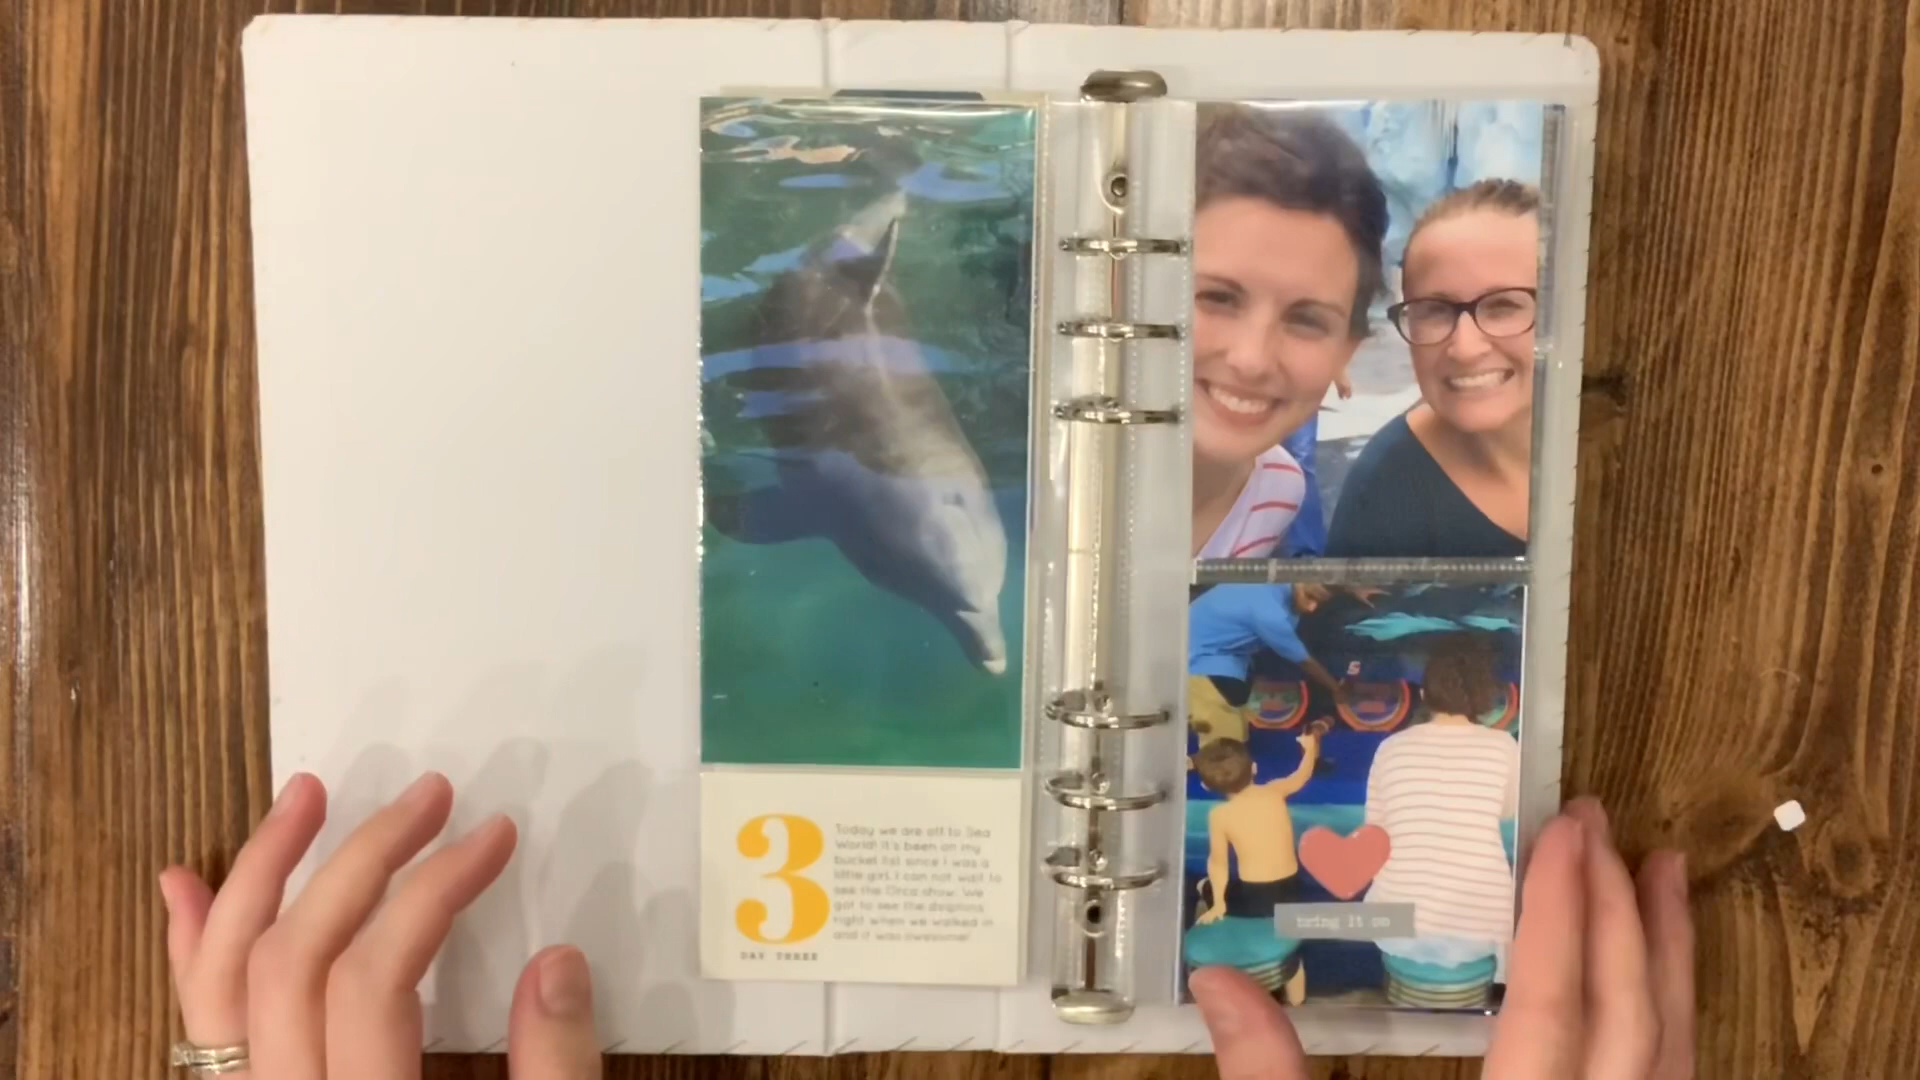 3
Today we are off to Sea
World! It's been on my
bucket list since I was a
little girl. I can not wait to
see the Orca show. We
got to see the dolphins
right when we walked in
and it was awesome!
DAY THREE
5
bring it on